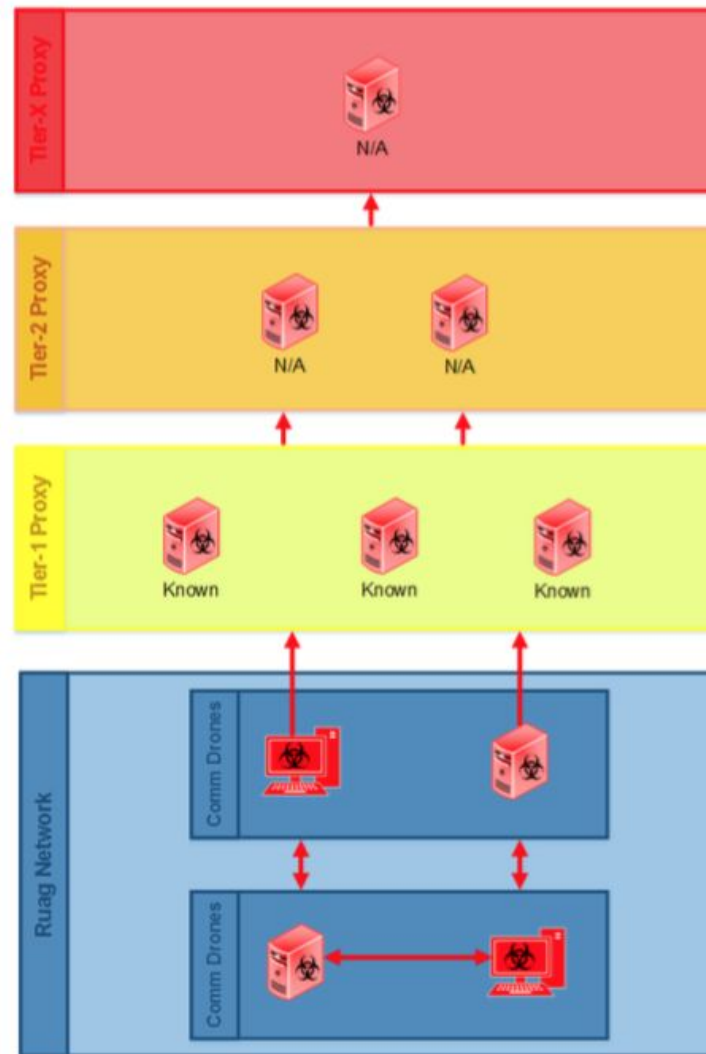 Tier-X Proxy
N/A
Tier-2 Proxy
N/A
N/A
Tier-1 Proxy
Known
Known
Known
Ruag Network
Comm Drones
Comm Drones